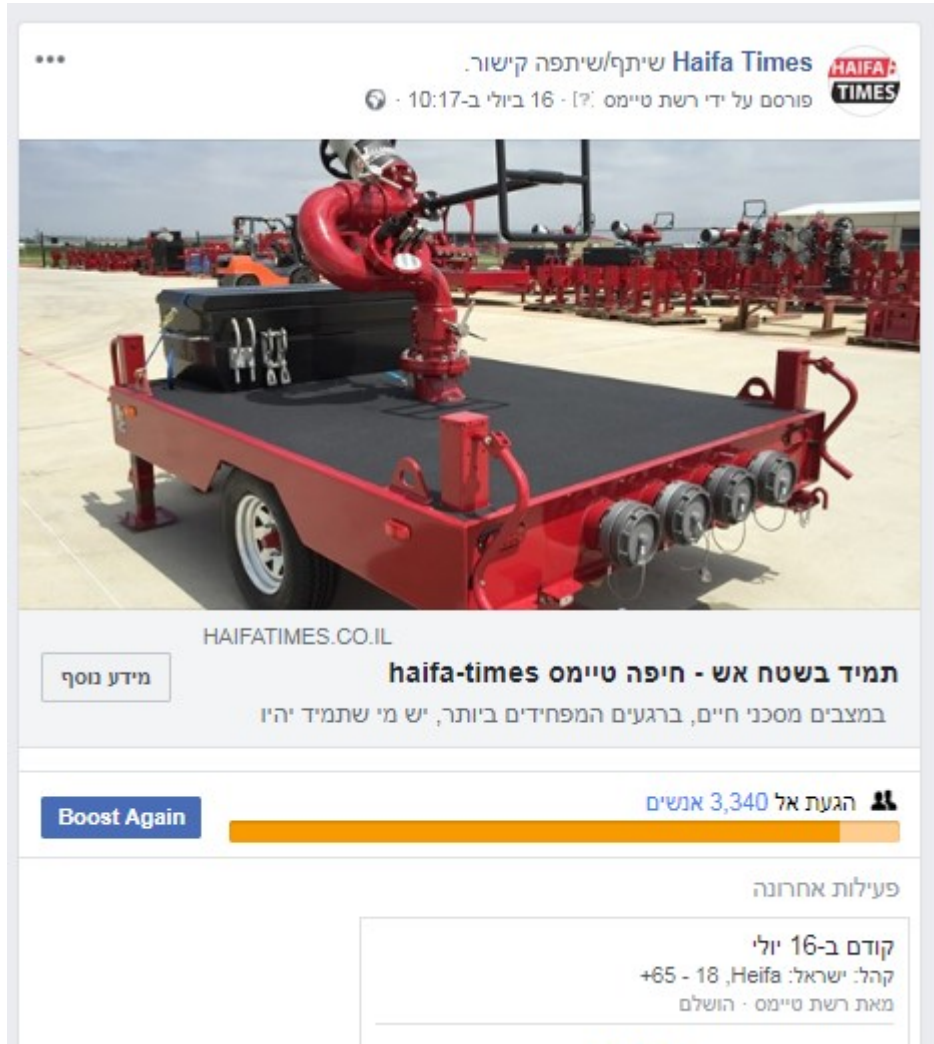 Haifa Times שיתף/שיתפה קישור.
פורסם על ידי רשת טיימס [?] · 16 ביולי ב-10:17 ·
HAIFA
TIMES
HAIFATIMES.CO.IL
תמיד בשטח אש - חיפה טיימס haifa-times
במצבים מסכני חיים, ברגעים המפחידים ביותר, יש מי שתמיד יהיו
מידע נוסף
הגעת אל 3,340 אנשים
Boost Again
פעילות אחרונה
קודם ב-16 יולי
קהל: ישראל: Heifa, 18 - 65+
מאת רשת טיימס · הושלם